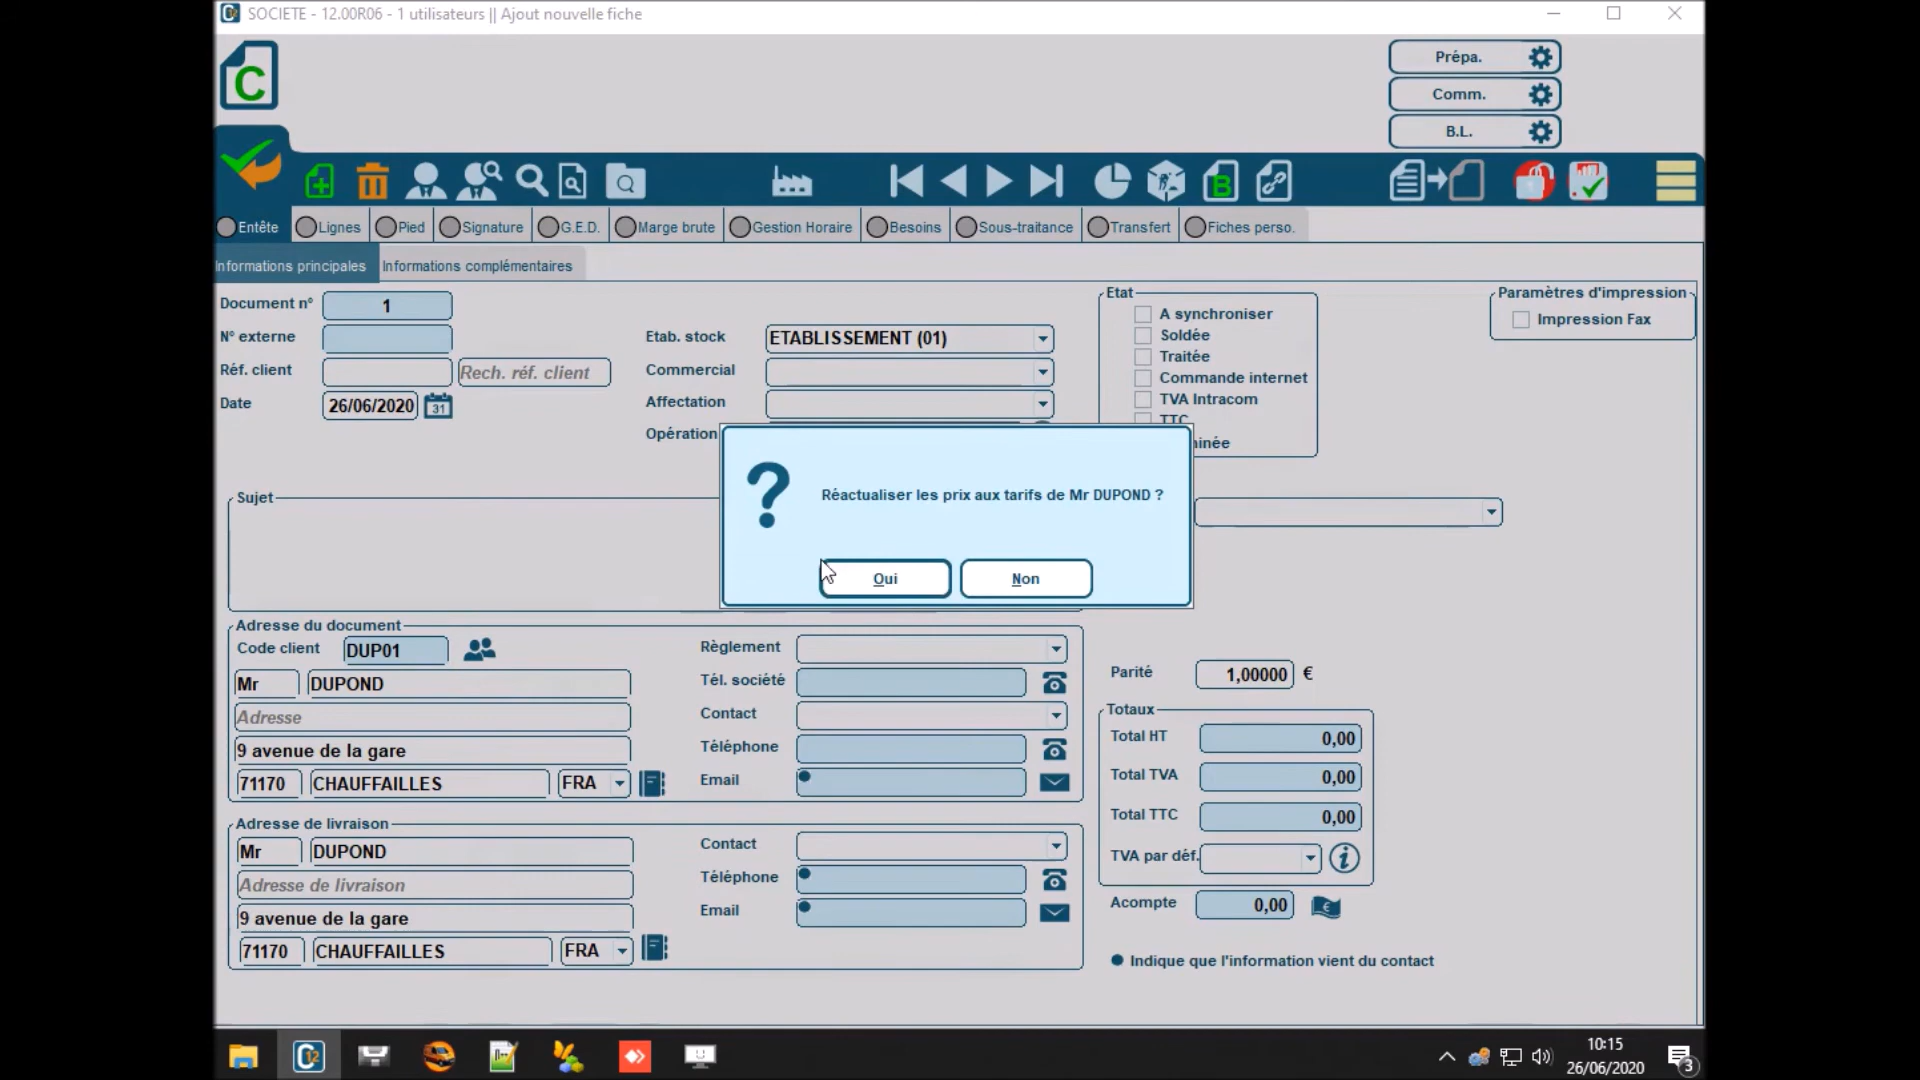 SOCIETE - 12.00R06 - 1 utilisateurs || Ajout nouvelle fiche
C
Prépa.
Comm.
B.L.
B
Entête Lignes Pied Signature G.E.D. Marge brute Gestion Horaire Besoins Sous-traitance Transfert Fiches perso.
Informations principales Informations complémentaires
Document n° 1
N° externe
Réf. client Rech. réf. client
Date 26/06/2020 31
Etab. stock ETABLISSEMENT (01)
Commercial
Affectation
Opération
Etat
A synchroniser
Soldée
Traitée
Commande internet
TVA Intracom
TTC
inée
Paramètres d'impression
Impression Fax
Sujet
? Réactualiser les prix aux tarifs de Mr DUPOND ?
Oui Non
Adresse du document
Code client DUP01
Mr DUPOND
Adresse
9 avenue de la gare
71170 CHAUFFAILLES FRA
Règlement
Tél. société
Contact
Téléphone
Email
Adresse de livraison
Mr DUPOND
Adresse de livraison
9 avenue de la gare
71170 CHAUFFAILLES FRA
Contact
Téléphone
Email
Parité 1,00000 €
Totaux
Total HT 0,00
Total TVA 0,00
Total TTC 0,00
TVA par déf. i
Acompte 0,00 €
Indique que l'information vient du contact
C12
10:15
26/06/2020
3